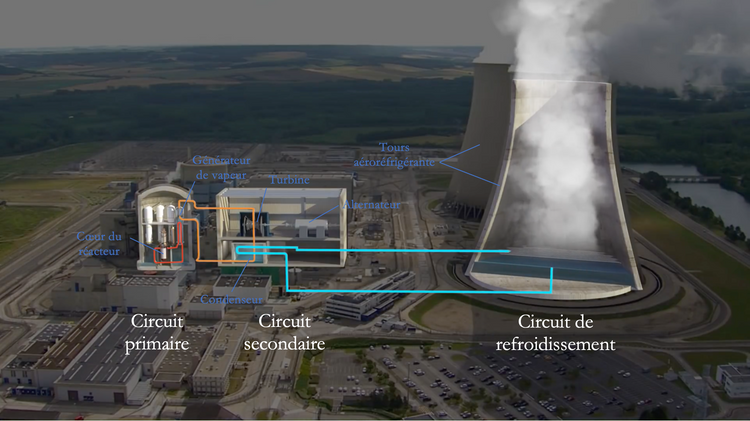 Générateur
de vapeur
Turbine
Tours
aéroréfrigérante
Alternateur
Cœur du
réacteur
Condenseur
Circuit
primaire
Circuit
secondaire
Circuit de
refroidissement